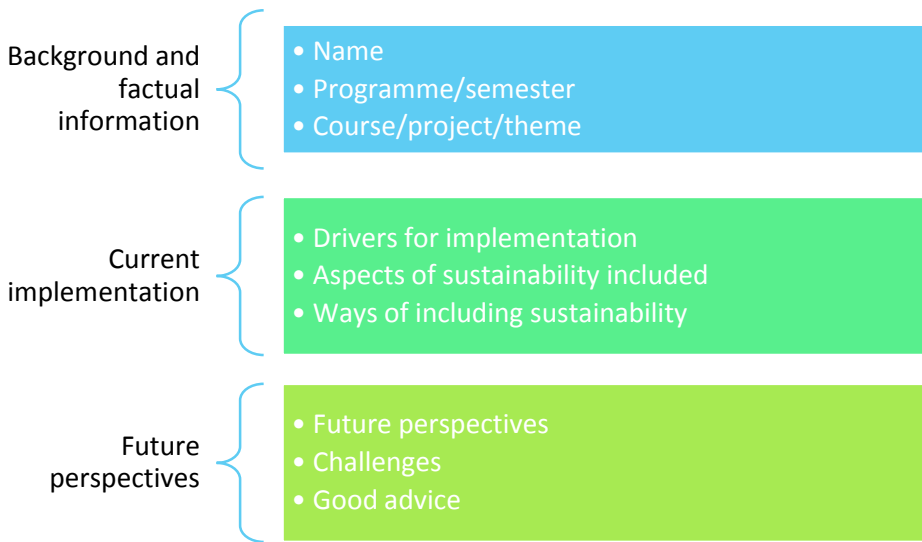 Background and
factual
information
• Name
• Programme/semester
• Course/project/theme
Current
implementation
• Drivers for implementation
• Aspects of sustainability included
• Ways of including sustainability
Future
perspectives
• Future perspectives
• Challenges
• Good advice